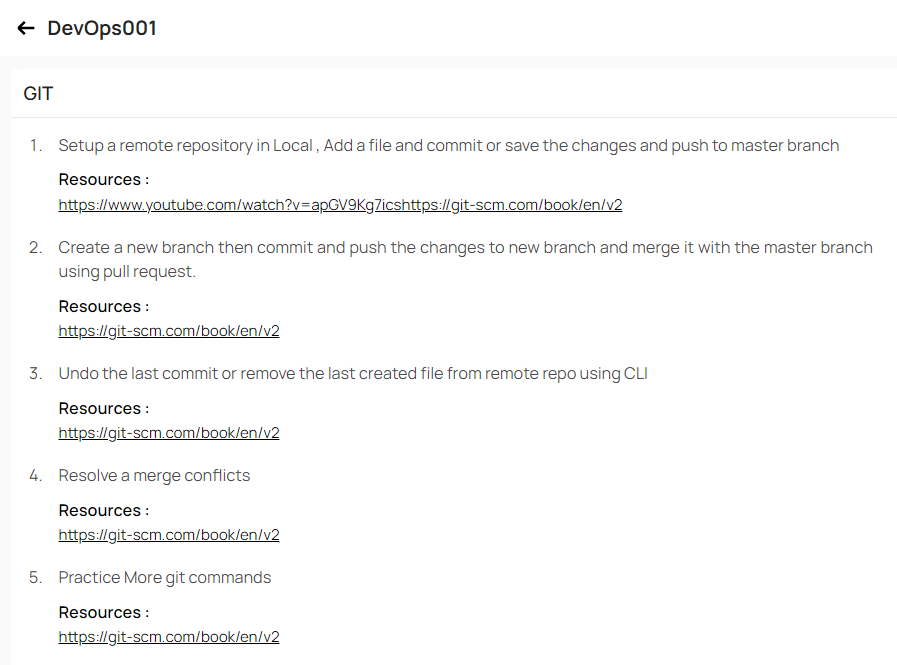 DevOps001
GIT
1. Setup a remote repository in Local , Add a file and commit or save the changes and push to master branch
Resources :
https://www.youtube.com/watch?v=apGV9Kg7icshttps://git-scm.com/book/en/v2
2. Create a new branch then commit and push the changes to new branch and merge it with the master branch
using pull request.
Resources :
https://git-scm.com/book/en/v2
3. Undo the last commit or remove the last created file from remote repo using CLI
Resources :
https://git-scm.com/book/en/v2
4. Resolve a merge conflicts
Resources :
https://git-scm.com/book/en/v2
5. Practice More git commands
Resources :
https://git-scm.com/book/en/v2